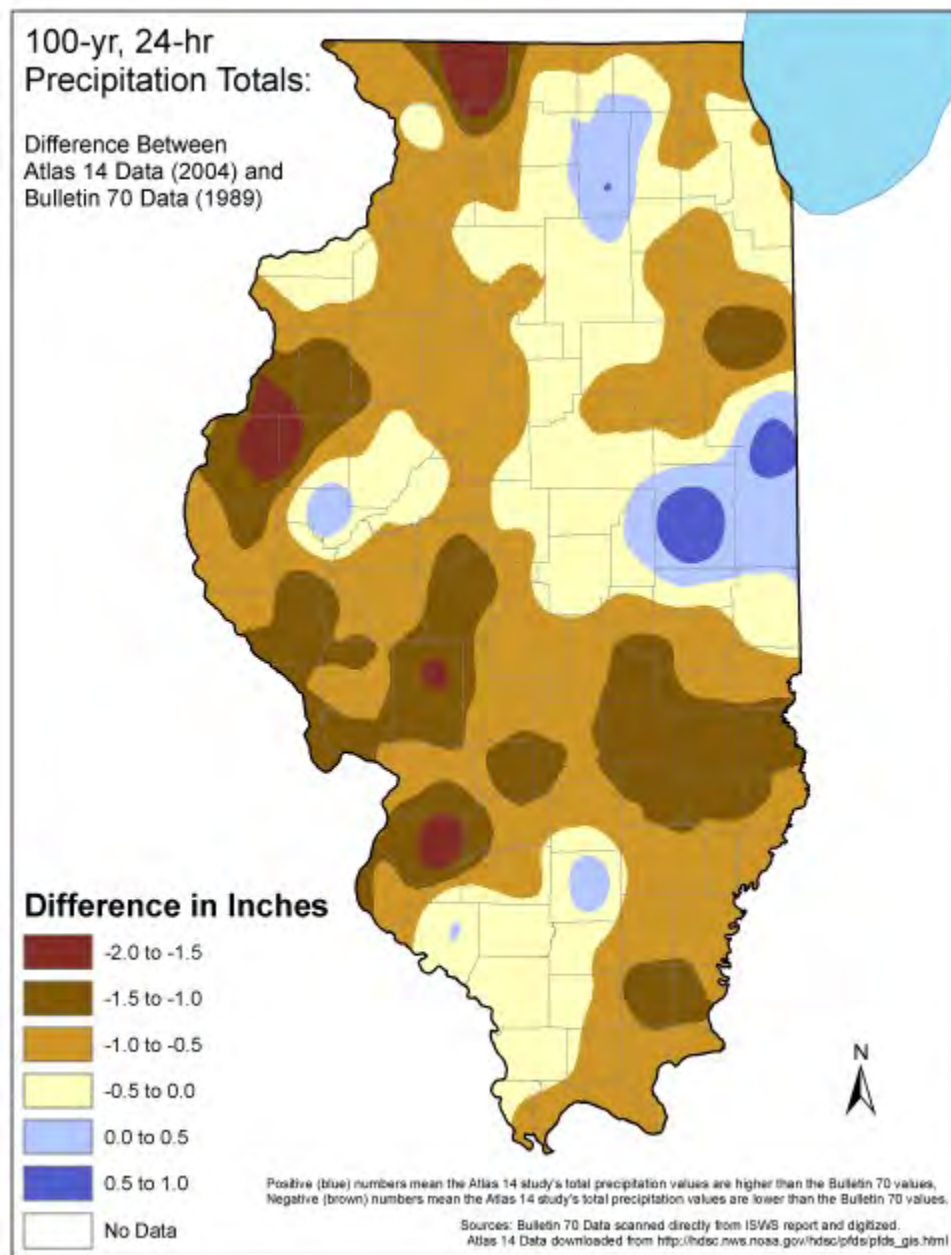 100-yr, 24-hr
Precipitation Totals:
Difference Between
Atlas 14 Data (2004) and
Bulletin 70 Data (1989)
Difference in Inches
-2.0 to -1.5
-1.5 to -1.0
-1.0 to -0.5
-0.5 to 0.0
0.0 to 0.5
0.5 to 1.0
No Data
N
Positive (blue) numbers mean the Atlas 14 study's total precipitation values are higher than the Bulletin 70 values,
Negative (brown) numbers mean the Atlas 14 study's total precipitation values are lower than the Bulletin 70 values.
Sources: Bulletin 70 Data scanned directly from ISWS report and digitized.
Atlas 14 Data downloaded from http://hdsc.nws.noaa.gov/hdsc/pfds/pfds_gis.html